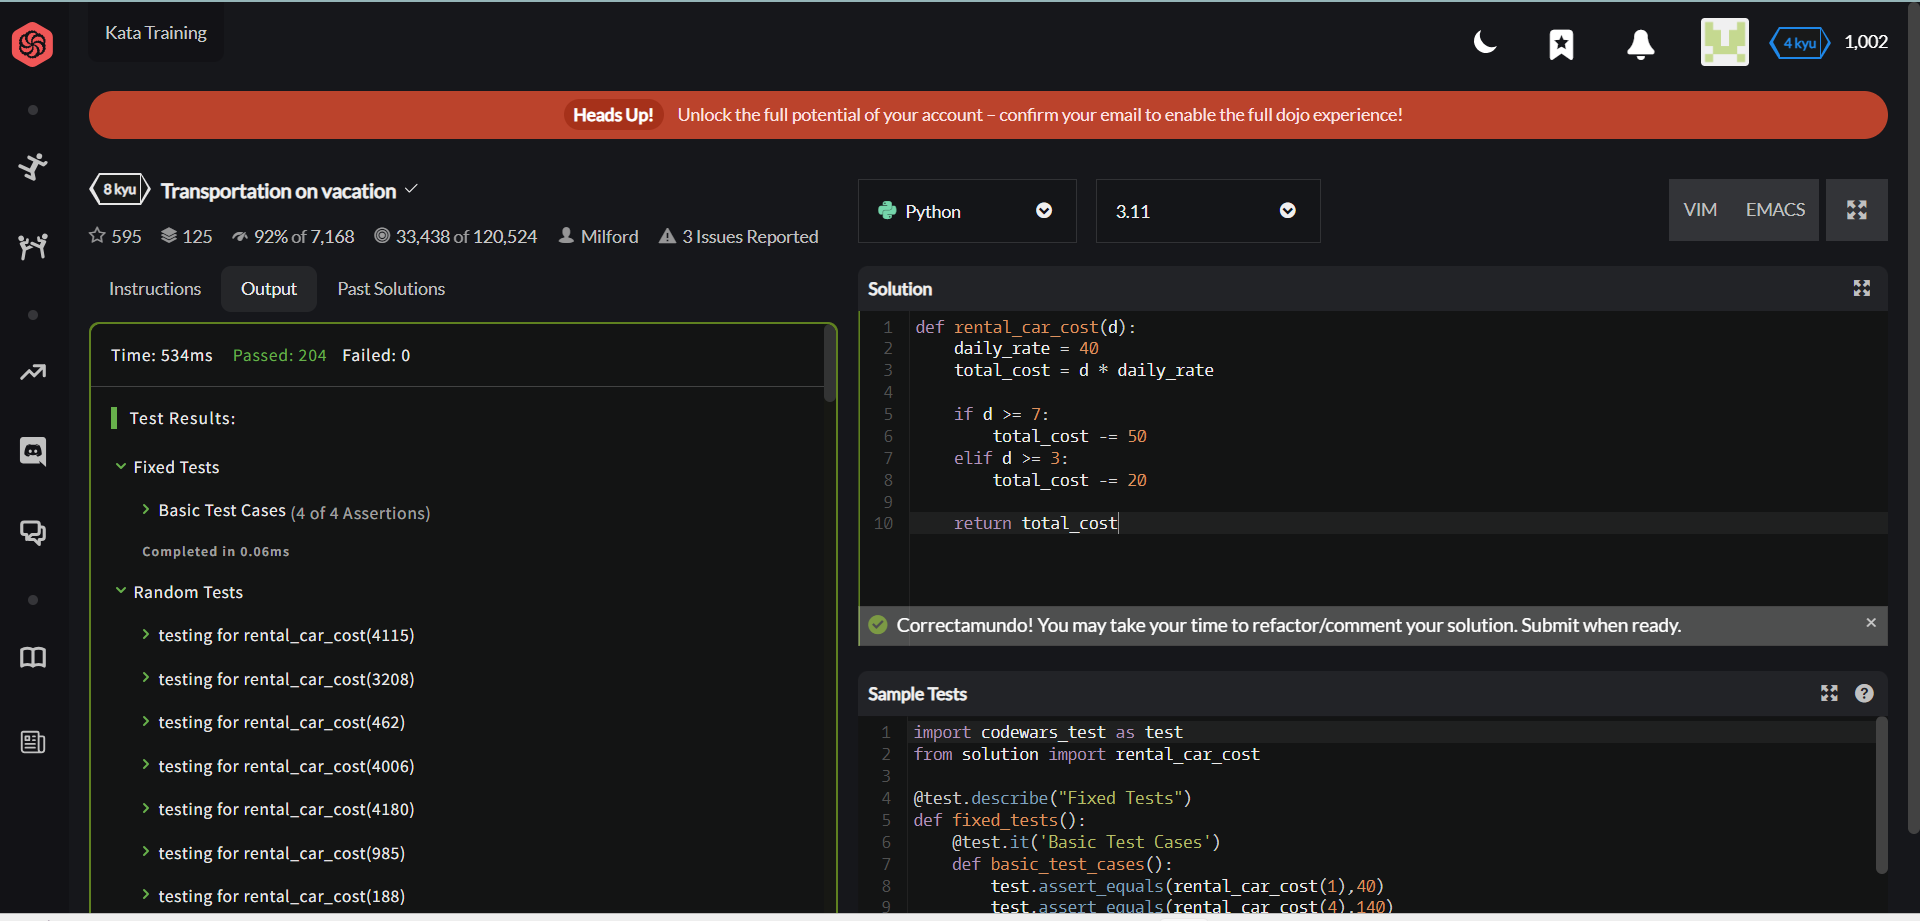 Kata Training
4 kyu
1,002
Heads Up! Unlock the full potential of your account – confirm your email to enable the full dojo experience!
8 kyu Transportation on vacation
595 125 92% of 7,168 33,438 of 120,524 Milford 3 Issues Reported
Instructions Output Past Solutions
Time: 534ms Passed: 204 Failed: 0
Test Results:
Fixed Tests
Basic Test Cases (4 of 4 Assertions)
Completed in 0.06ms
Random Tests
testing for rental_car_cost(4115)
testing for rental_car_cost(3208)
testing for rental_car_cost(462)
testing for rental_car_cost(4006)
testing for rental_car_cost(4180)
testing for rental_car_cost(985)
testing for rental_car_cost(188)
Python
3.11
VIM EMACS
Solution
1 def rental_car_cost(d):
2 daily_rate = 40
3 total_cost = d * daily_rate
4
5 if d >= 7:
6 total_cost -= 50
7 elif d >= 3:
8 total_cost -= 20
9
10 return total_cost
Correctamundo! You may take your time to refactor/comment your solution. Submit when ready.
Sample Tests
1 import codewars_test as test
2 from solution import rental_car_cost
3
4 @test.describe("Fixed Tests")
5 def fixed_tests():
6 @test.it('Basic Test Cases')
7 def basic_test_cases():
8 test.assert_equals(rental_car_cost(1),40)
9 test.assert_equals(rental_car_cost(4),140)